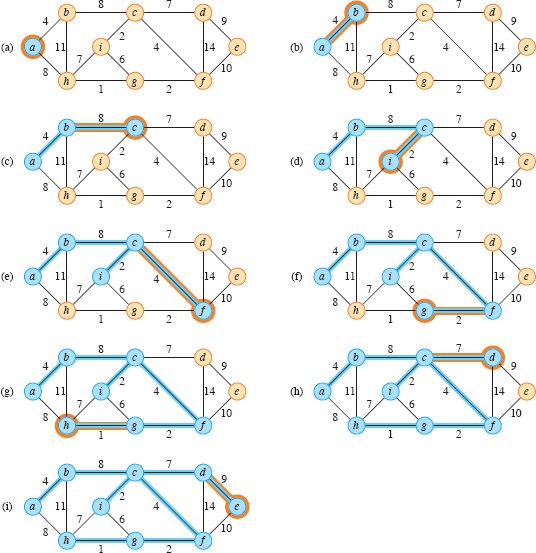 8 7
b c d
4 9
2
(a) a 11 i 4 14 e
7 6
8 10
h g f
1 2
8 7
b c d
4 9
2
(b) a 11 i 4 14 e
7 6
8 10
h g f
1 2
8 7
b c d
4 9
2
(c) a 11 i 4 14 e
7 6
8 10
h g f
1 2
8 7
b c d
4 9
2
(d) a 11 i 4 14 e
7 6
8 10
h g f
1 2
8 7
b c d
4 9
2
(e) a 11 i 4 14 e
7 6
8 10
h g f
1 2
8 7
b c d
4 9
2
(f) a 11 i 4 14 e
7 6
8 10
h g f
1 2
8 7
b c d
4 9
2
(g) a 11 i 4 14 e
7 6
8 10
h g f
1 2
8 7
b c d
4 9
2
(h) a 11 i 4 14 e
7 6
8 10
h g f
1 2
8 7
b c d
4 9
2
(i) a 11 i 4 14 e
7 6
8 10
h g f
1 2